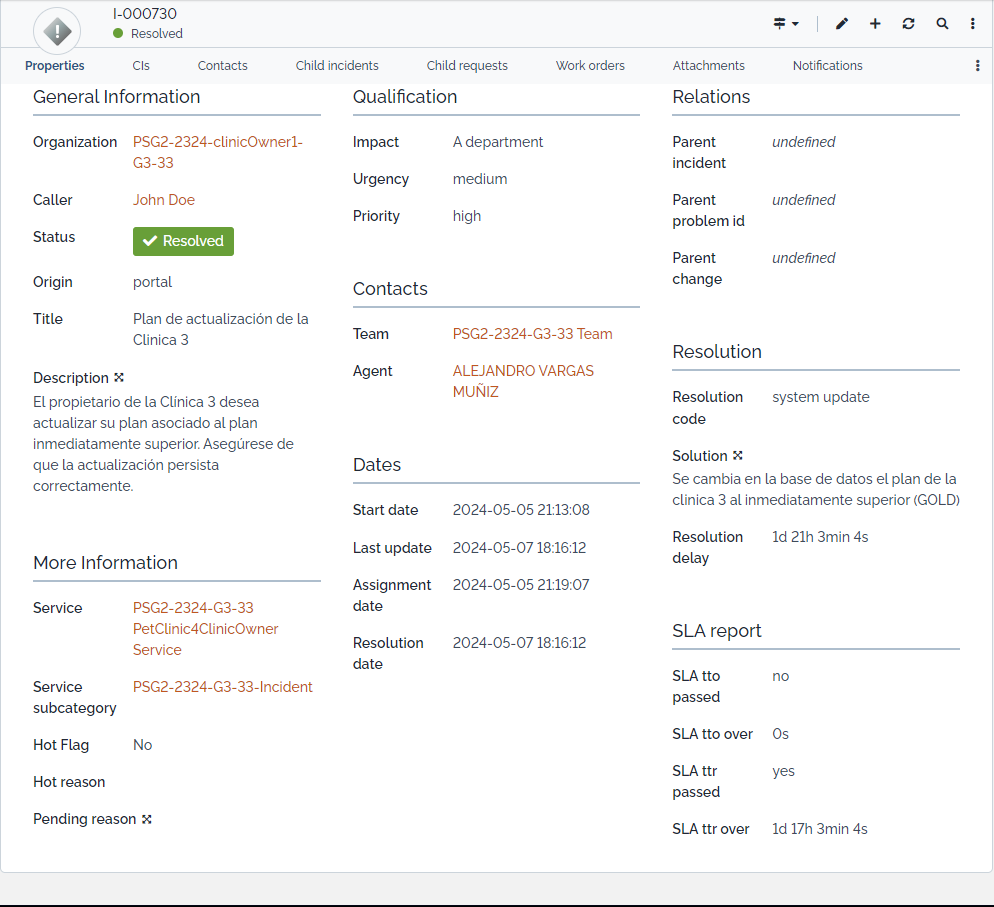 I-000730
Resolved
Properties
CIs
Contacts
Child incidents
Child requests
Work orders
Attachments
Notifications
General Information
Organization
PSG2-2324-clinicOwner1-
G3-33
Caller
John Doe
Status
Resolved
Origin
portal
Title
Plan de actualización de la
Clinica 3
Description
El propietario de la Clínica 3 desea
actualizar su plan asociado al plan
inmediatamente superior. Asegúrese de
que la actualización persista
correctamente.
More Information
Service
PSG2-2324-G3-33
PetClinic4ClinicOwner
Service
Service
subcategory
PSG2-2324-G3-33-Incident
Hot Flag
No
Hot reason
Pending reason
Qualification
Impact
A department
Urgency
medium
Priority
high
Contacts
Team
PSG2-2324-G3-33 Team
Agent
ALEJANDRO VARGAS
MUÑIZ
Dates
Start date
2024-05-05 21:13:08
Last update
2024-05-07 18:16:12
Assignment
date
2024-05-05 21:19:07
Resolution
date
2024-05-07 18:16:12
Relations
Parent
incident
undefined
Parent
problem id
undefined
Parent
change
undefined
Resolution
Resolution
code
system update
Solution
Se cambia en la base de datos el plan de la
clinica 3 al inmediatamente superior (GOLD)
Resolution
delay
1d 21h 3min 4s
SLA report
SLA tto
passed
no
SLA tto over
0s
SLA ttr
passed
yes
SLA ttr over
1d 17h 3min 4s